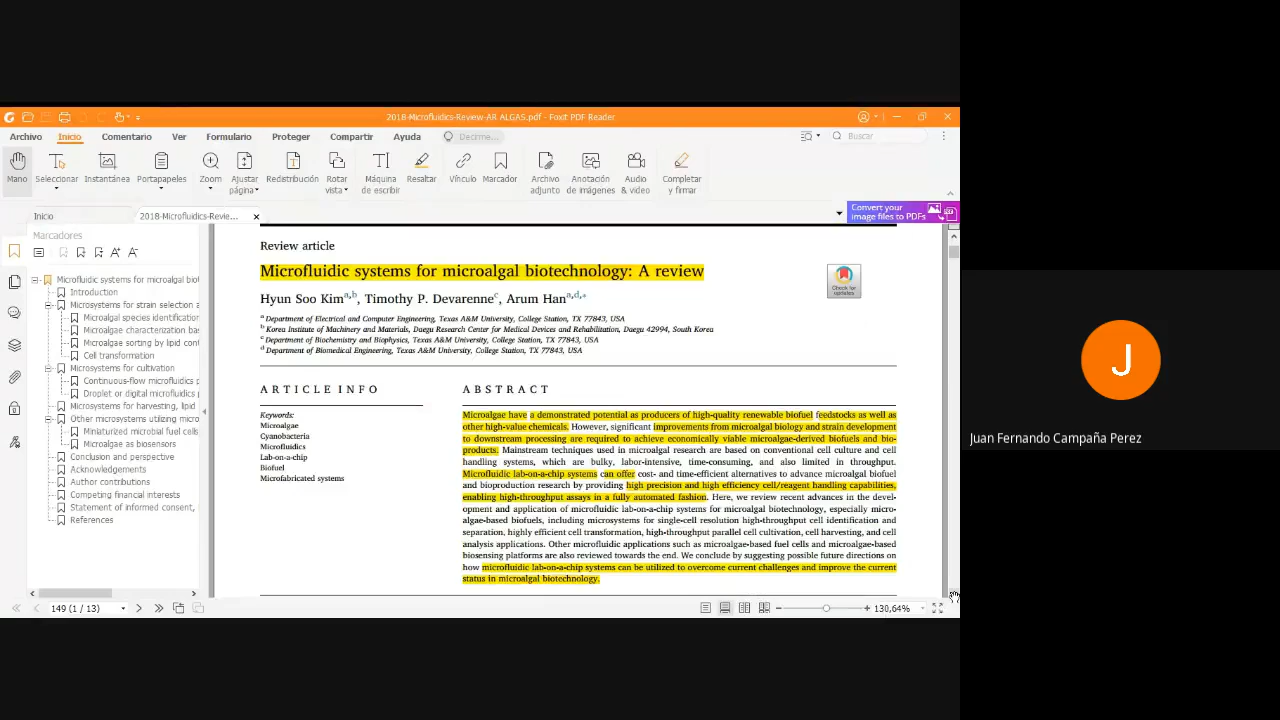 2018-Microfluidics-Review-AR ALGAS.pdf - Foxit PDF Reader
Archivo Inicio Comentario Ver Formulario Proteger Compartir Ayuda Decirme... Buscar
Mano Seleccionar Instantánea Portapapeles Zoom Ajustar página Redistribución Rotar vista Máquina de escribir Resaltar Vínculo Marcador Archivo adjunto Anotación de imágenes Audio & vídeo Completar y firmar
Inicio 2018-Microfluidics-Revie...
Convert your
image files to PDFs
Marcadores
Microfluidic systems for microalgal biot
Introduction
Microsystems for strain selection a
Microalgal species identification
Microalgae characterization ba
Microalgae sorting by lipid cont
Cell transformation
Microsystems for cultivation
Continuous-flow microfluidics p
Droplet or digital microfluidics p
Microsystems for harvesting, lipid
Other microsystems utilizing micro
Miniaturized microbial fuel cells
Microalgae as biosensors
Conclusion and perspective
Acknowledgements
Author contributions
Competing financial interests
Statement of informed consent,
References
Review article
Microfluidic systems for microalgal biotechnology: A review
Check for
updates
Hyun Soo Kim a,b, Timothy P. Devarenne c, Arum Han a,d,*
a Department of Electrical and Computer Engineering, Texas A&M University, College Station, TX 77843, USA
b Korea Institute of Machinery and Materials, Daegu Research Center for Medical Devices and Rehabilitation, Daegu 42994, South Korea
c Department of Biochemistry and Biophysics, Texas A&M University, College Station, TX 77843, USA
d Department of Biomedical Engineering, Texas A&M University, College Station, TX 77843, USA
ARTICLE INFO
Keywords:
Microalgae
Cyanobacteria
Microfluidics
Lab-on-a-chip
Biofuel
Microfabricated systems
ABSTRACT
Microalgae have a demonstrated potential as producers of high-quality renewable biofuel feedstocks as well as
other high-value chemicals. However, significant improvements from microalgal biology and strain development
to downstream processing are required to achieve economically viable microalgae-derived biofuels and bio-
products. Mainstream techniques used in microalgal research are based on conventional cell culture and cell
handling systems, which are bulky, labor-intensive, time-consuming, and also limited in throughput.
Microfluidic lab-on-a-chip systems can offer cost- and time-efficient alternatives to advance microalgal biofuel
and bioproduction research by providing high precision and high efficiency cell/reagent handling capabilities,
enabling high-throughput assays in a fully automated fashion. Here, we review recent advances in the devel-
opment and application of microfluidic lab-on-a-chip systems for microalgal biotechnology, especially micro-
algae-based biofuels, including microsystems for single-cell resolution high-throughput cell identification and
separation, highly efficient cell transformation, high-throughput parallel cell cultivation, cell harvesting, and cell
analysis applications. Other microfluidic applications such as microalgae-based fuel cells and microalgae-based
biosensing platforms are also reviewed towards the end. We conclude by suggesting possible future directions on
how microfluidic lab-on-a-chip systems can be utilized to overcome current challenges and improve the current
status in microalgal biotechnology.
149 (1 / 13) 130,64%
J
Juan Fernando Campaña Perez